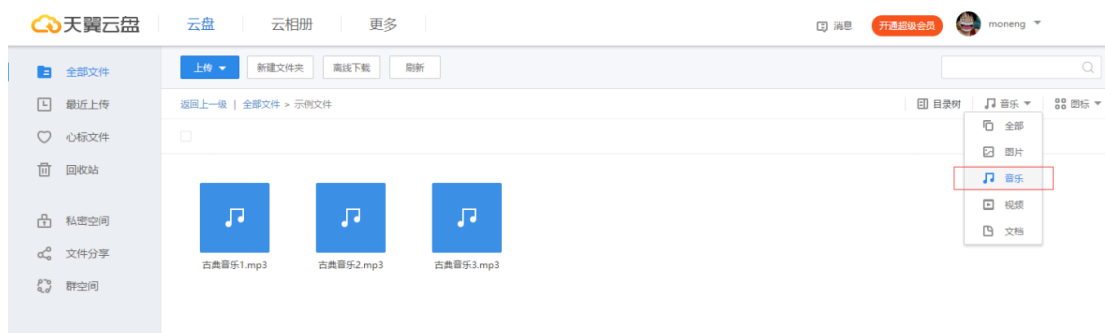 天翼云盘 云盘 云相册 更多 消息 开通超级会员 moneng
全部文件 上传 新建文件夹 离线下载 刷新
最近上传 返回上一级 | 全部文件 > 示例文件 目录树 音乐 图标
心标文件 全部
回收站 图片
音乐
私密空间 视频
文件分享 文档
群空间
古典音乐1.mp3 古典音乐2.mp3 古典音乐3.mp3